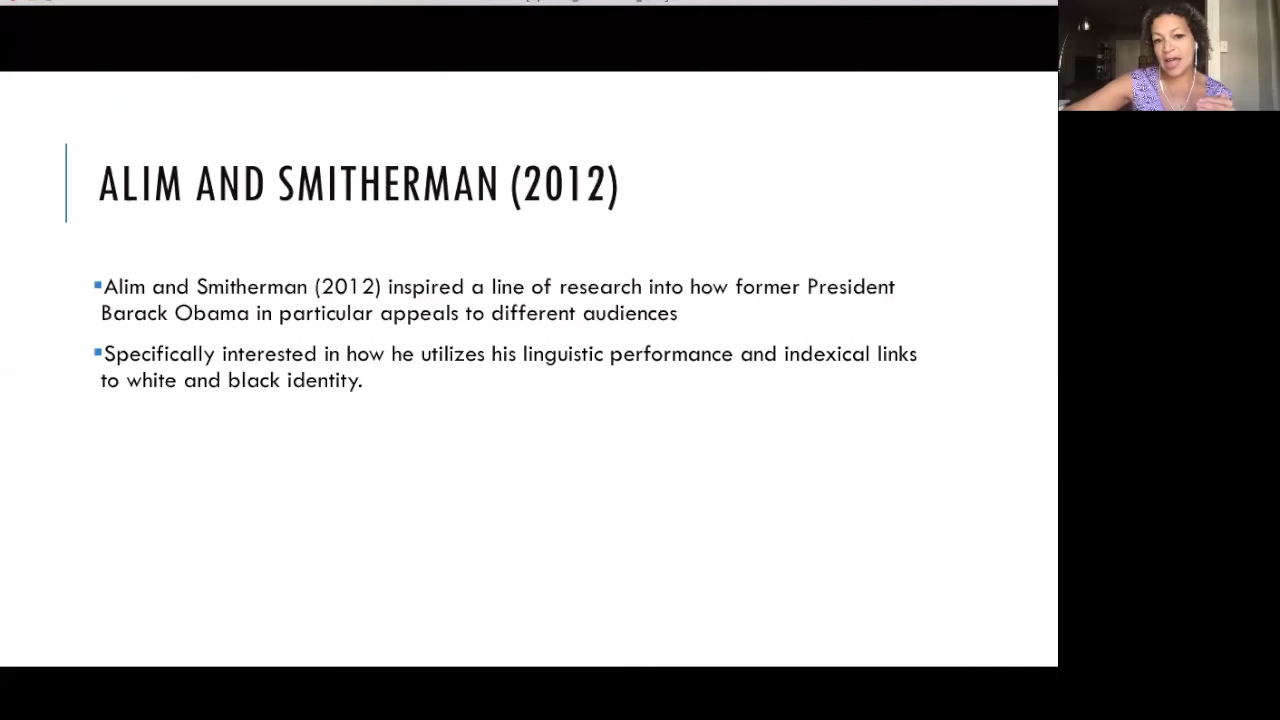 ALIM AND SMITHERMAN (2012)
▪Alim and Smitherman (2012) inspired a line of research into how former President
Barack Obama in particular appeals to different audiences
▪Specifically interested in how he utilizes his linguistic performance and indexical links
to white and black identity.